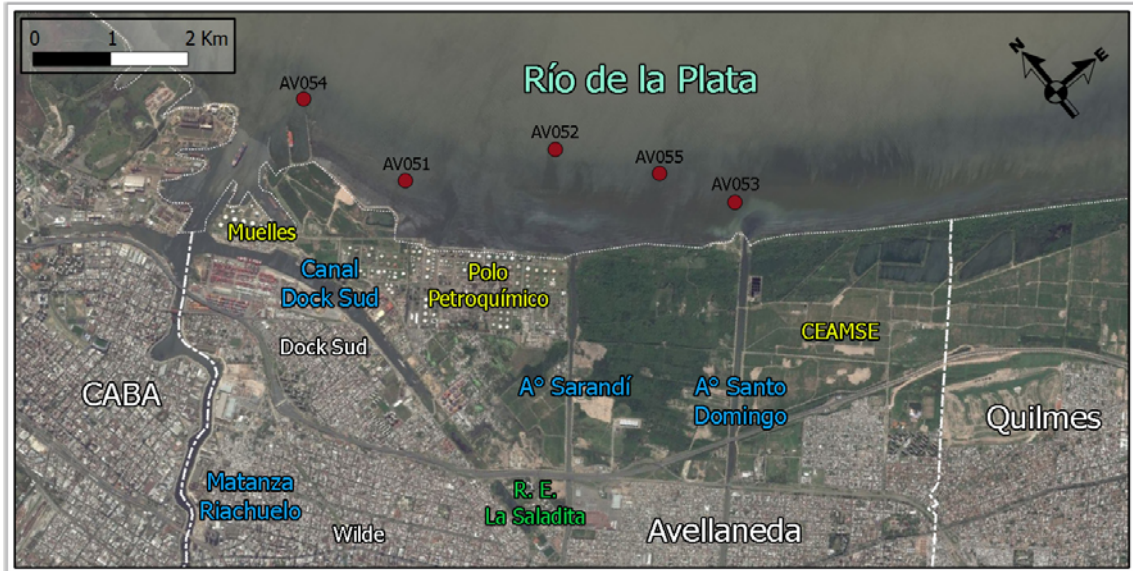 0 1 2 Km
N
E
Río de la Plata
AV054
AV052
AV051
AV055
AV053
Muelles
Canal
Dock Sud
Polo
Petroquímico
CEAMSE
Dock Sud
CABA
A° Sarandí
A° Santo
Domingo
Quilmes
Matanza
Riachuelo
R. E.
La Saladita
Wilde
Avellaneda